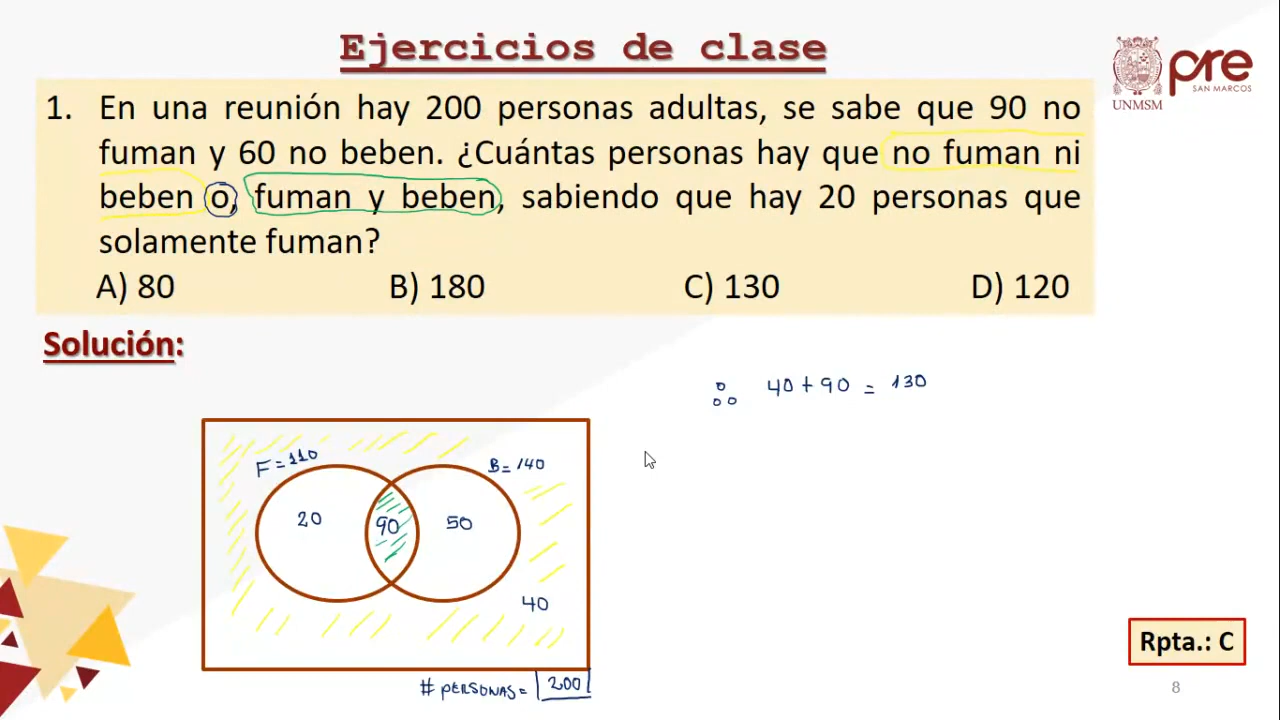 Ejercicios de clase
UNMSM
pre
SAN MARCOS
1. En una reunión hay 200 personas adultas, se sabe que 90 no
fuman y 60 no beben. ¿Cuántas personas hay que no fuman ni
beben o, fuman y beben, sabiendo que hay 20 personas que
solamente fuman?
A) 80 B) 180 C) 130 D) 120
Solución:
∴ 40 + 90 = 130
F = 110 B = 140
20 90 50
40
# PERSONAS = 200
Rpta.: C
8